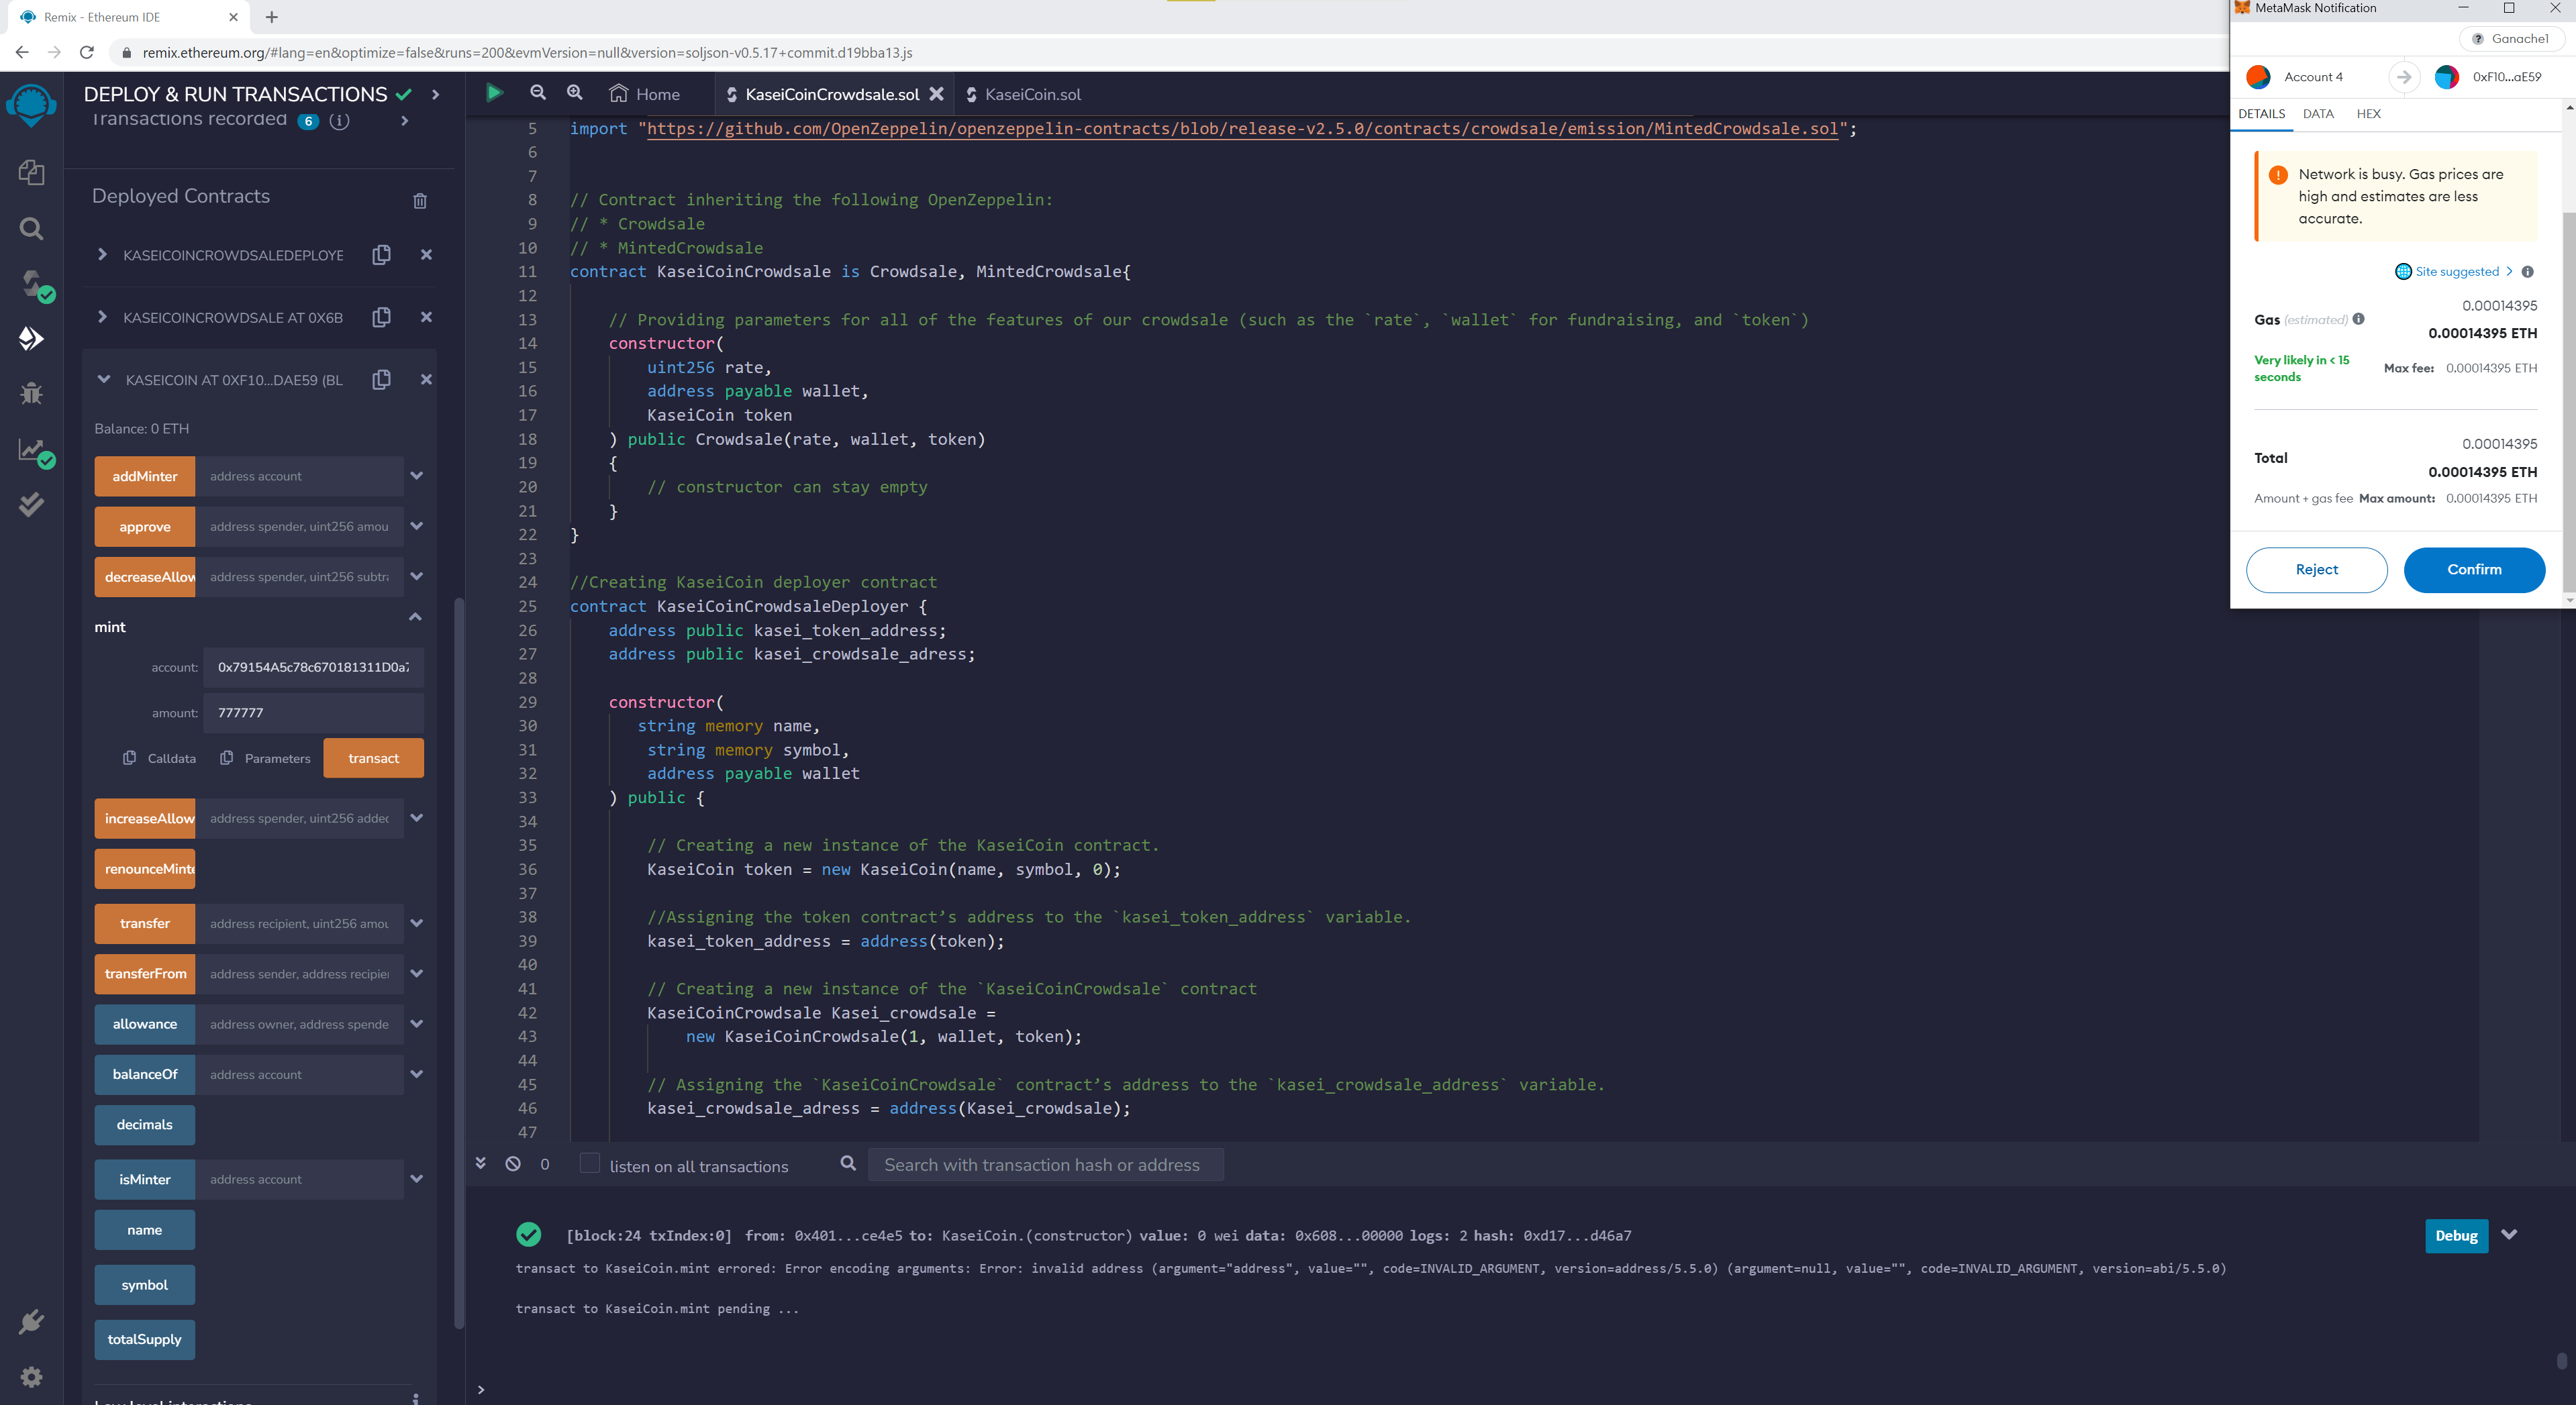 Remix - Ethereum IDE
remix.ethereum.org/#lang=en&optimize=false&runs=200&evmVersion=null&version=soljson-v0.5.17+commit.d19bba13.js
DEPLOY & RUN TRANSACTIONS
Transactions recorded 6
Deployed Contracts
KASEICOINCROWDSALEDEPLOYE
KASEICOINCROWDSALE AT 0X6B
KASEICOIN AT 0XF10...DAE59 (BL
Balance: 0 ETH
addMinter address account
approve address spender, uint256 amou
decreaseAllow address spender, uint256 subtr
mint
account: 0x79154A5c78c670181311D0a
amount: 777777
Calldata Parameters transact
increaseAllow address spender, uint256 added
renounceMint
transfer address recipient, uint256 amou
transferFrom address sender, address recipie
allowance address owner, address spende
balanceOf address account
decimals
isMinter address account
name
symbol
totalSupply
Home KaseiCoinCrowdsale.sol KaseiCoin.sol
5 import "https://github.com/OpenZeppelin/openzeppelin-contracts/blob/release-v2.5.0/contracts/crowdsale/emission/MintedCrowdsale.sol";
6
7
8 // Contract inheriting the following OpenZeppelin:
9 // * Crowdsale
10 // * MintedCrowdsale
11 contract KaseiCoinCrowdsale is Crowdsale, MintedCrowdsale{
12
13 // Providing parameters for all of the features of our crowdsale (such as the `rate`, `wallet` for fundraising, and `token`)
14 constructor(
15 uint256 rate,
16 address payable wallet,
17 KaseiCoin token
18 ) public Crowdsale(rate, wallet, token)
19 {
20 // constructor can stay empty
21 }
22 }
23
24 //Creating KaseiCoin deployer contract
25 contract KaseiCoinCrowdsaleDeployer {
26 address public kasei_token_address;
27 address public kasei_crowdsale_adress;
28
29 constructor(
30 string memory name,
31 string memory symbol,
32 address payable wallet
33 ) public {
34
35 // Creating a new instance of the KaseiCoin contract.
36 KaseiCoin token = new KaseiCoin(name, symbol, 0);
37
38 //Assigning the token contract’s address to the `kasei_token_address` variable.
39 kasei_token_address = address(token);
40
41 // Creating a new instance of the `KaseiCoinCrowdsale` contract
42 KaseiCoinCrowdsale Kasei_crowdsale =
43 new KaseiCoinCrowdsale(1, wallet, token);
44
45 // Assigning the `KaseiCoinCrowdsale` contract’s address to the `kasei_crowdsale_address` variable.
46 kasei_crowdsale_adress = address(Kasei_crowdsale);
47
0 listen on all transactions Search with transaction hash or address
[block:24 txIndex:0] from: 0x401...ce4e5 to: KaseiCoin.(constructor) value: 0 wei data: 0x608...00000 logs: 2 hash: 0xd17...d46a7
Debug
transact to KaseiCoin.mint errored: Error encoding arguments: Error: invalid address (argument="address", value="", code=INVALID_ARGUMENT, version=address/5.5.0) (argument=null, value="", code=INVALID_ARGUMENT, version=abi/5.5.0)
transact to KaseiCoin.mint pending ...
>
MetaMask Notification
Ganache1
Account 4 0xF10...aE59
DETAILS DATA HEX
Network is busy. Gas prices are
high and estimates are less
accurate.
Site suggested
0.00014395
Gas (estimated) 0.00014395 ETH
Very likely in < 15
seconds
Max fee: 0.00014395 ETH
0.00014395
Total 0.00014395 ETH
Amount + gas fee Max amount: 0.00014395 ETH
Reject Confirm